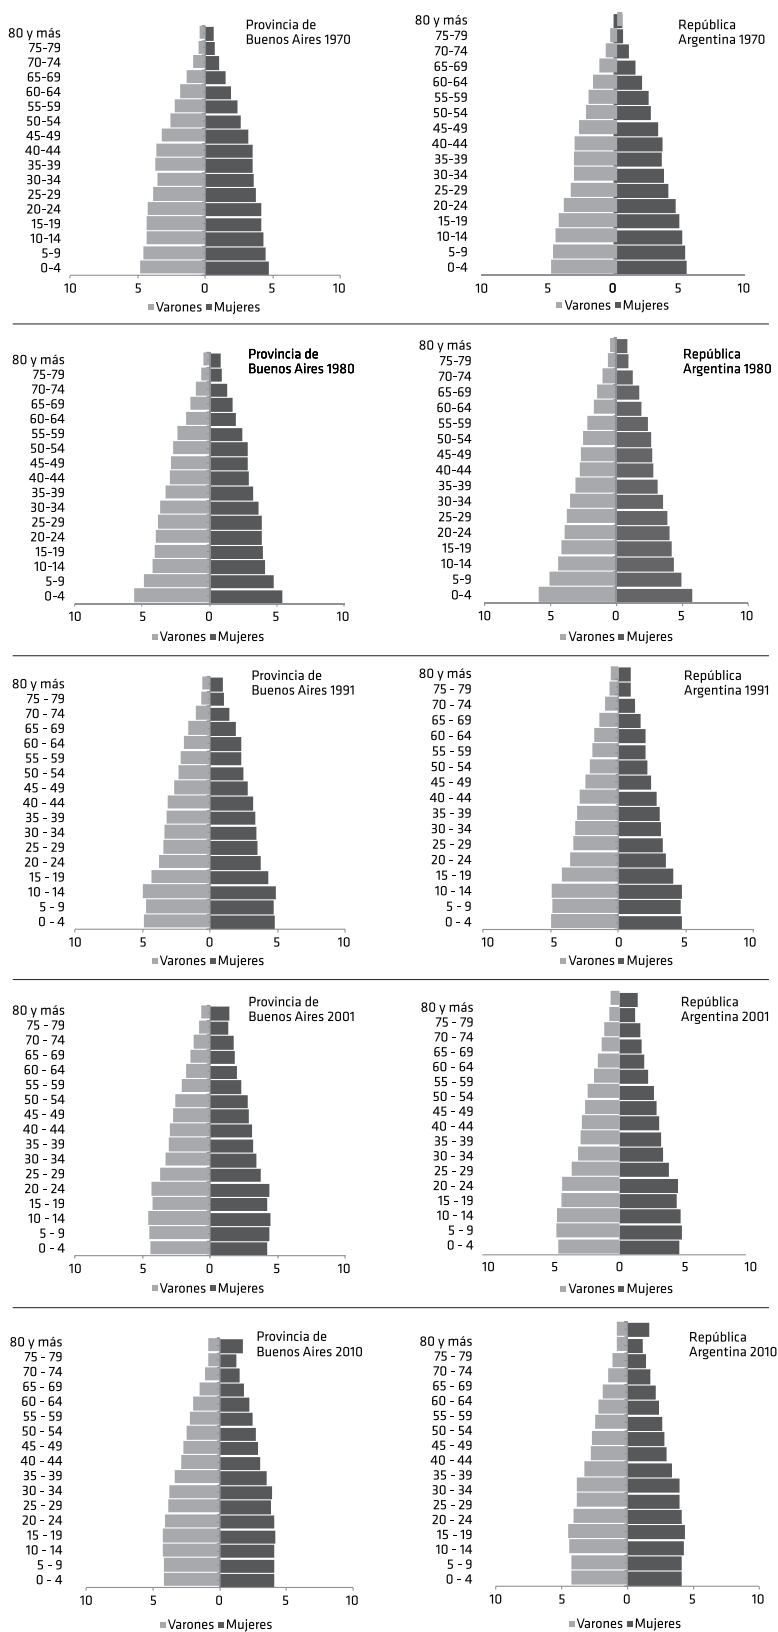 Provincia de
Buenos Aires 1970
80 y más
75-79
70-74
65-69
60-64
55-59
50-54
45-49
40-44
35-39
30-34
25-29
20-24
15-19
10-14
5-9
0-4
10 5 0 5 10
Varones Mujeres
República
Argentina 1970
80 y más
75-79
70-74
65-69
60-64
55-59
50-54
45-49
40-44
35-39
30-34
25-29
20-24
15-19
10-14
5-9
0-4
10 5 0 5 10
Varones Mujeres
Provincia de
Buenos Aires 1980
80 y más
75-79
70-74
65-69
60-64
55-59
50-54
45-49
40-44
35-39
30-34
25-29
20-24
15-19
10-14
5-9
0-4
10 5 0 5 10
Varones Mujeres
República
Argentina 1980
80 y más
75-79
70-74
65-69
60-64
55-59
50-54
45-49
40-44
35-39
30-34
25-29
20-24
15-19
10-14
5-9
0-4
10 5 0 5 10
Varones Mujeres
Provincia de
Buenos Aires 1991
80 y más
75 - 79
70 - 74
65 - 69
60 - 64
55 - 59
50 - 54
45 - 49
40 - 44
35 - 39
30 - 34
25 - 29
20 - 24
15 - 19
10 - 14
5 - 9
0 - 4
10 5 0 5 10
Varones Mujeres
República
Argentina 1991
80 y más
75 - 79
70 - 74
65 - 69
60 - 64
55 - 59
50 - 54
45 - 49
40 - 44
35 - 39
30 - 34
25 - 29
20 - 24
15 - 19
10 - 14
5 - 9
0 - 4
10 5 0 5 10
Varones Mujeres
Provincia de
Buenos Aires 2001
80 y más
75 - 79
70 - 74
65 - 69
60 - 64
55 - 59
50 - 54
45 - 49
40 - 44
35 - 39
30 - 34
25 - 29
20 - 24
15 - 19
10 - 14
5 - 9
0 - 4
10 5 0 5 10
Varones Mujeres
República
Argentina 2001
80 y más
75 - 79
70 - 74
65 - 69
60 - 64
55 - 59
50 - 54
45 - 49
40 - 44
35 - 39
30 - 34
25 - 29
20 - 24
15 - 19
10 - 14
5 - 9
0 - 4
10 5 0 5 10
Varones Mujeres
Provincia de
Buenos Aires 2010
80 y más
75 - 79
70 - 74
65 - 69
60 - 64
55 - 59
50 - 54
45 - 49
40 - 44
35 - 39
30 - 34
25 - 29
20 - 24
15 - 19
10 - 14
5 - 9
0 - 4
10 5 0 5 10
Varones Mujeres
República
Argentina 2010
80 y más
75 - 79
70 - 74
65 - 69
60 - 64
55 - 59
50 - 54
45 - 49
40 - 44
35 - 39
30 - 34
25 - 29
20 - 24
15 - 19
10 - 14
5 - 9
0 - 4
10 5 0 5 10
Varones Mujeres